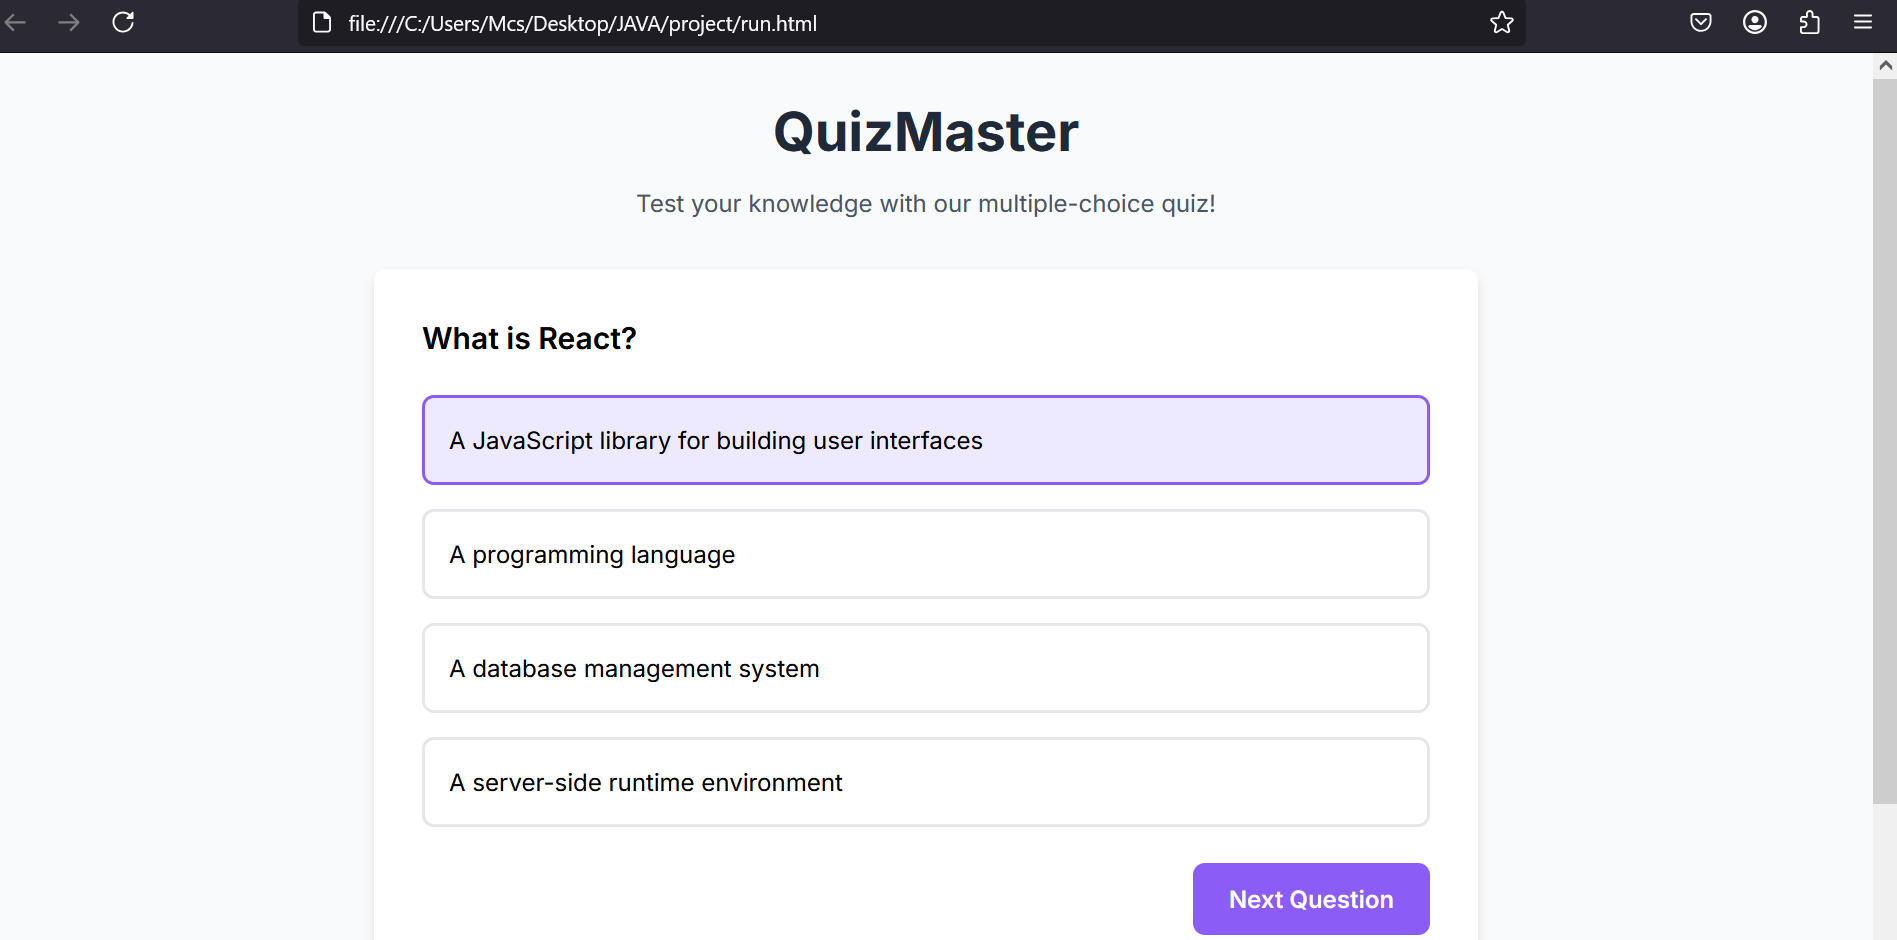 file:///C:/Users/Mcs/Desktop/JAVA/project/run.html
QuizMaster
Test your knowledge with our multiple-choice quiz!
What is React?
A JavaScript library for building user interfaces
A programming language
A database management system
A server-side runtime environment
Next Question